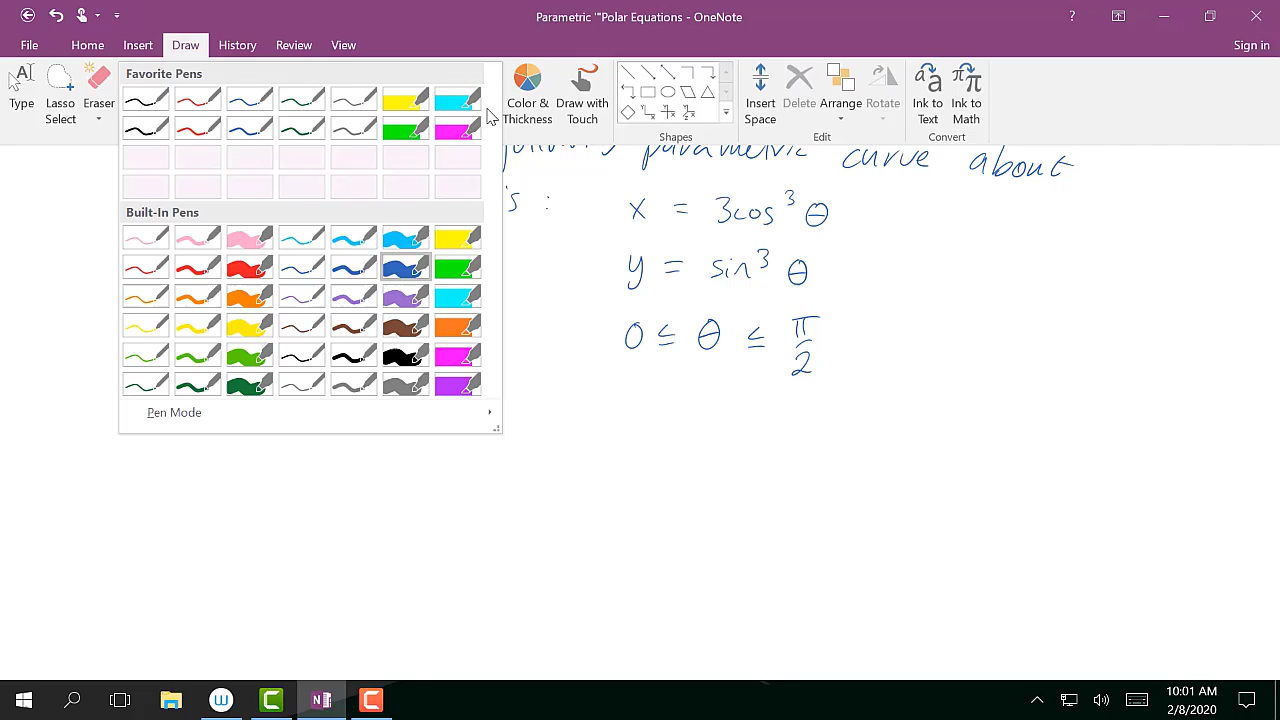 Parametric '"Polar Equations - OneNote
File Home Insert Draw History Review View Sign in
Favorite Pens
Type Lasso Select Eraser Color & Thickness Draw with Touch Insert Space Delete Arrange Rotate Ink to Text Ink to Math
Shapes Edit Convert
Built-In Pens
Pen Mode
parametric curve about
's :
x = 3cos³ θ
y = sin³ θ
0 ≤ θ ≤ π/2
10:01 AM
2/8/2020